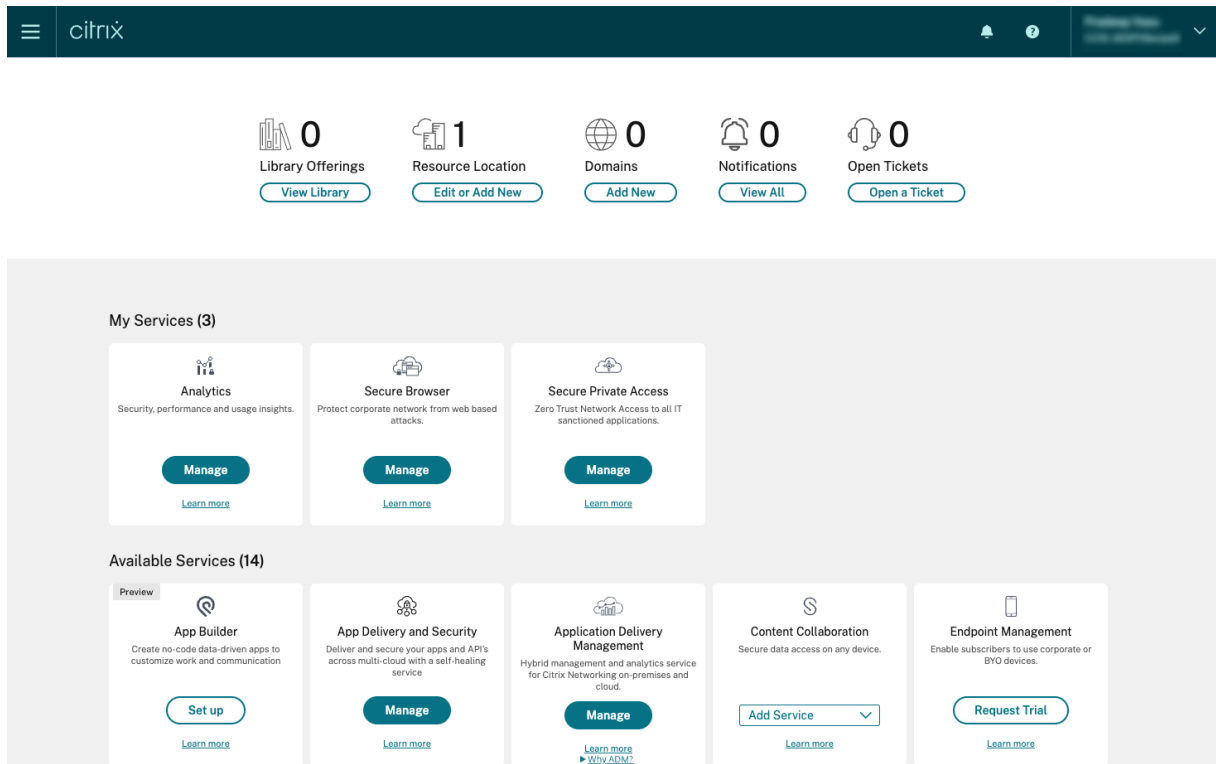 citrix
0
Library Offerings
View Library
1
Resource Location
Edit or Add New
0
Domains
Add New
0
Notifications
View All
0
Open Tickets
Open a Ticket
My Services (3)
Analytics
Security, performance and usage insights.
Manage
Learn more
Secure Browser
Protect corporate network from web based
attacks.
Manage
Learn more
Secure Private Access
Zero Trust Network Access to all IT
sanctioned applications.
Manage
Learn more
Available Services (14)
Preview
App Builder
Create no-code data-driven apps to
customize work and communication
Set up
Learn more
App Delivery and Security
Deliver and secure your apps and API's
across multi-cloud with a self-healing
service
Manage
Learn more
Application Delivery
Management
Hybrid management and analytics service
for Citrix Networking on-premises and
cloud.
Manage
Learn more
▶ Why ADM?
Content Collaboration
Secure data access on any device.
Add Service
Learn more
Endpoint Management
Enable subscribers to use corporate or
BYO devices.
Request Trial
Learn more